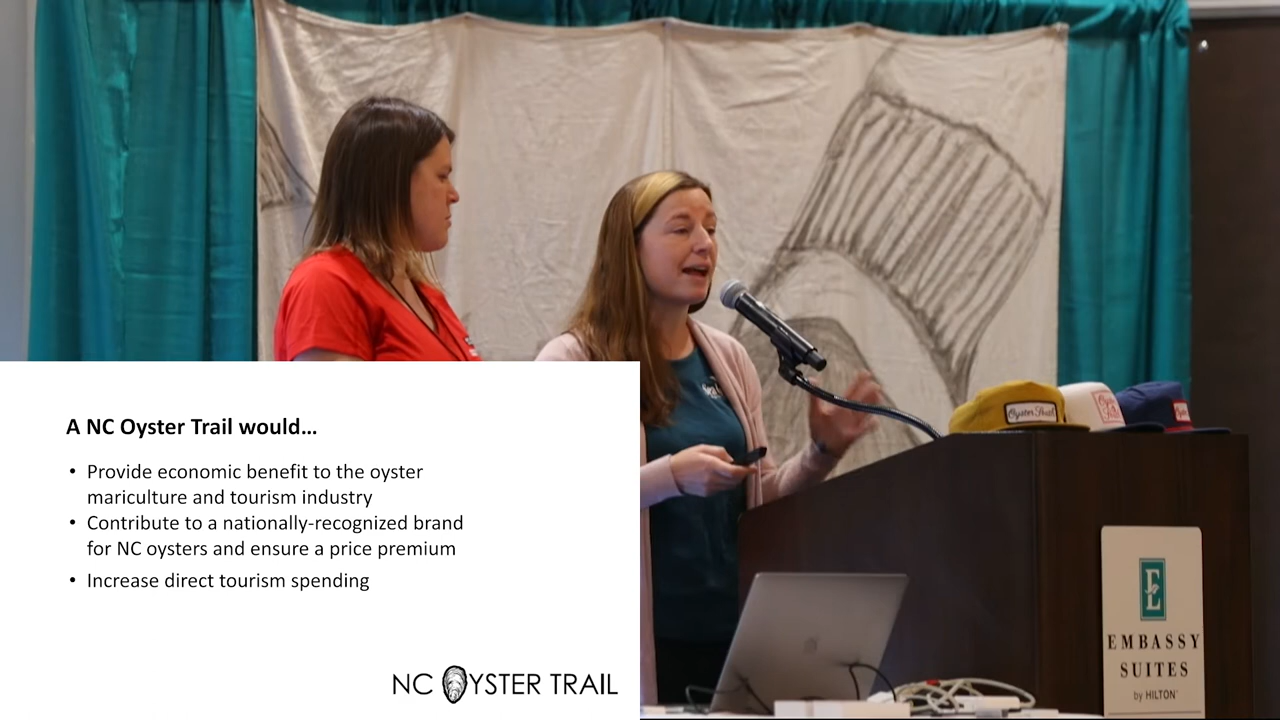 Oyster Trail
A NC Oyster Trail would...
• Provide economic benefit to the oyster
mariculture and tourism industry
• Contribute to a nationally-recognized brand
for NC oysters and ensure a price premium
• Increase direct tourism spending
NC OYSTER TRAIL
E
EMBASSY
SUITES
by HILTON™